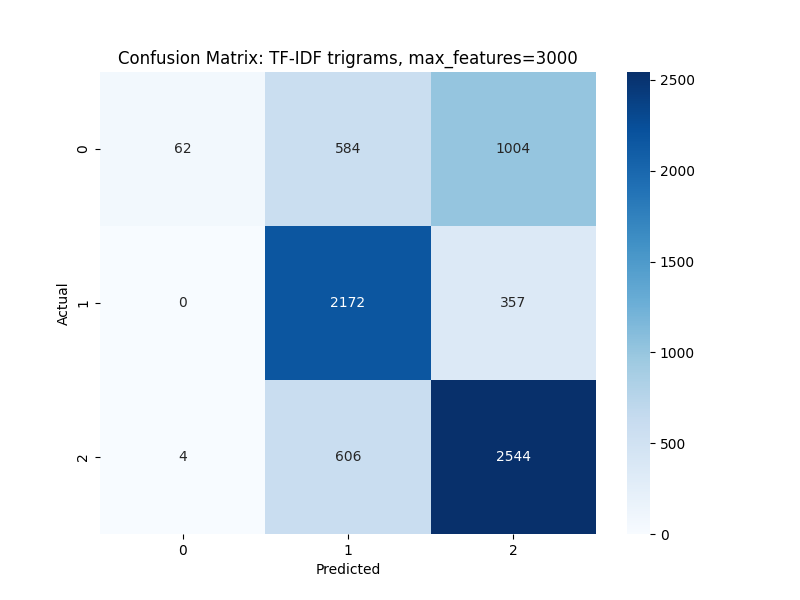 Confusion Matrix: TF-IDF trigrams, max_features=3000
0 62 584 1004
1 0 2172 357
2 4 606 2544
0 1 2
Actual
Predicted
2500
2000
1500
1000
500
0